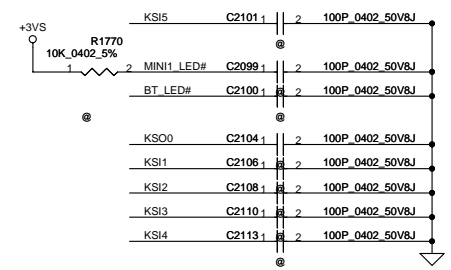 KSI5 C2101 1 2 100P_0402_50V8J
+3VS
@
R1770
10K_0402_5%
1 2 MINI1_LED# C2099 1 2 100P_0402_50V8J
BT_LED# C2100 1 @ 2 100P_0402_50V8J
@ @
KSO0 C2104 1 2 100P_0402_50V8J
KSI1 C2106 1 @ 2 100P_0402_50V8J
KSI2 C2108 1 @ 2 100P_0402_50V8J
KSI3 C2110 1 @ 2 100P_0402_50V8J
KSI4 C2113 1 @ 2 100P_0402_50V8J
@